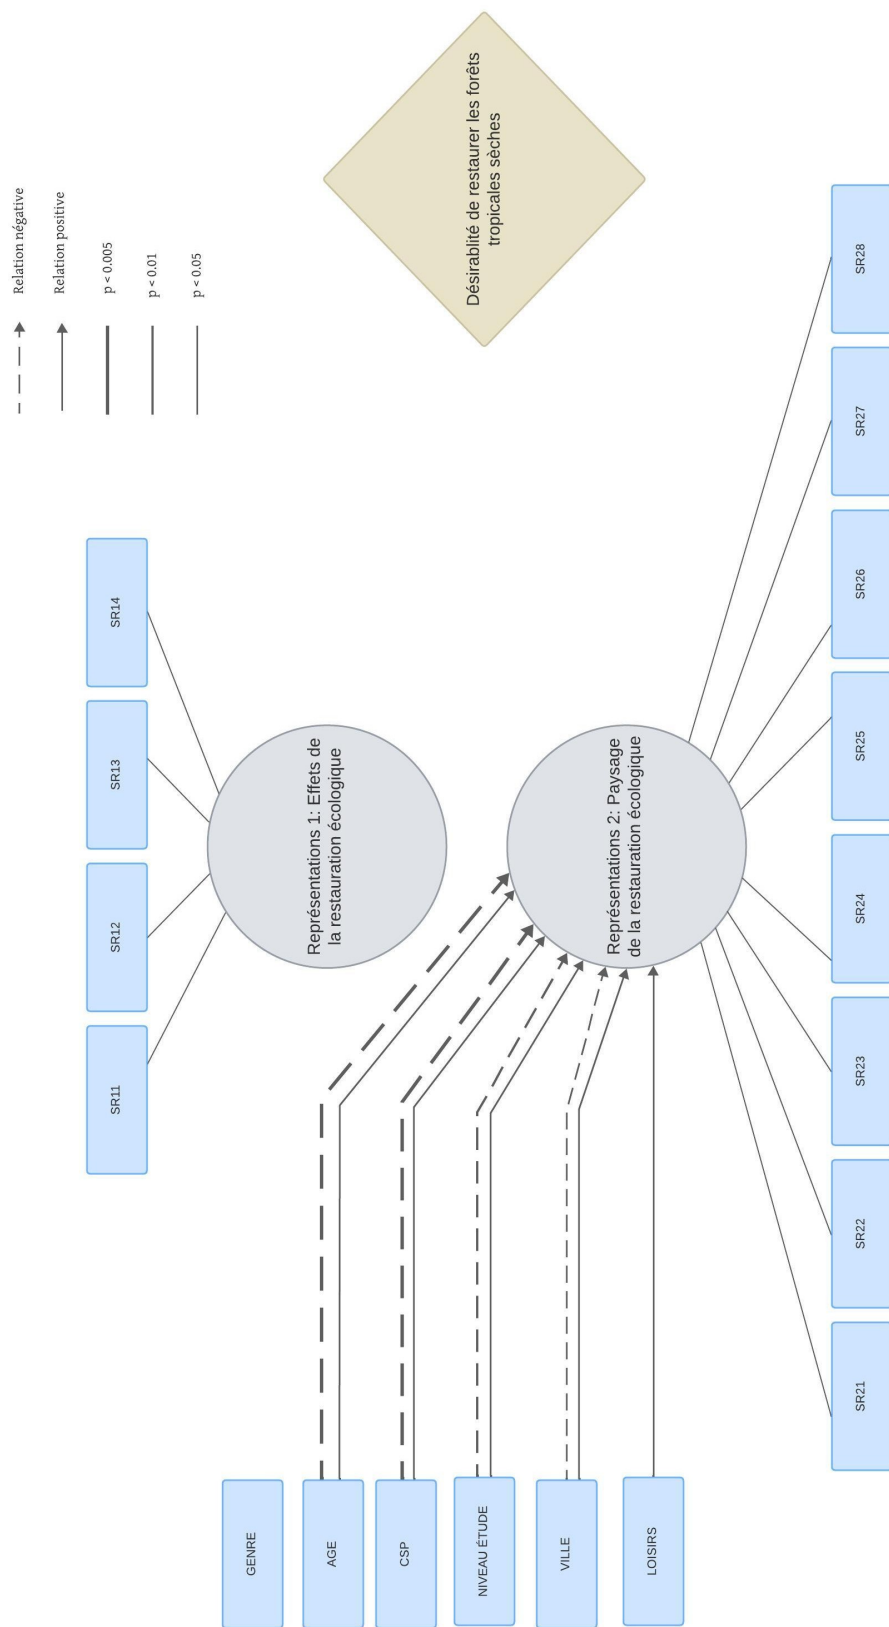 Relation négative
Relation positive
p < 0.005
p < 0.01
p < 0.05
Désirablité de restaurer les forêts
tropicales sèches
SR11
SR12
SR13
SR14
Représentations 1: Effets de
la restauration écologique
Représentations 2: Paysage
de la restauration écologique
GENRE
AGE
CSP
NIVEAU ÉTUDE
VILLE
LOISIRS
SR21
SR22
SR23
SR24
SR25
SR26
SR27
SR28